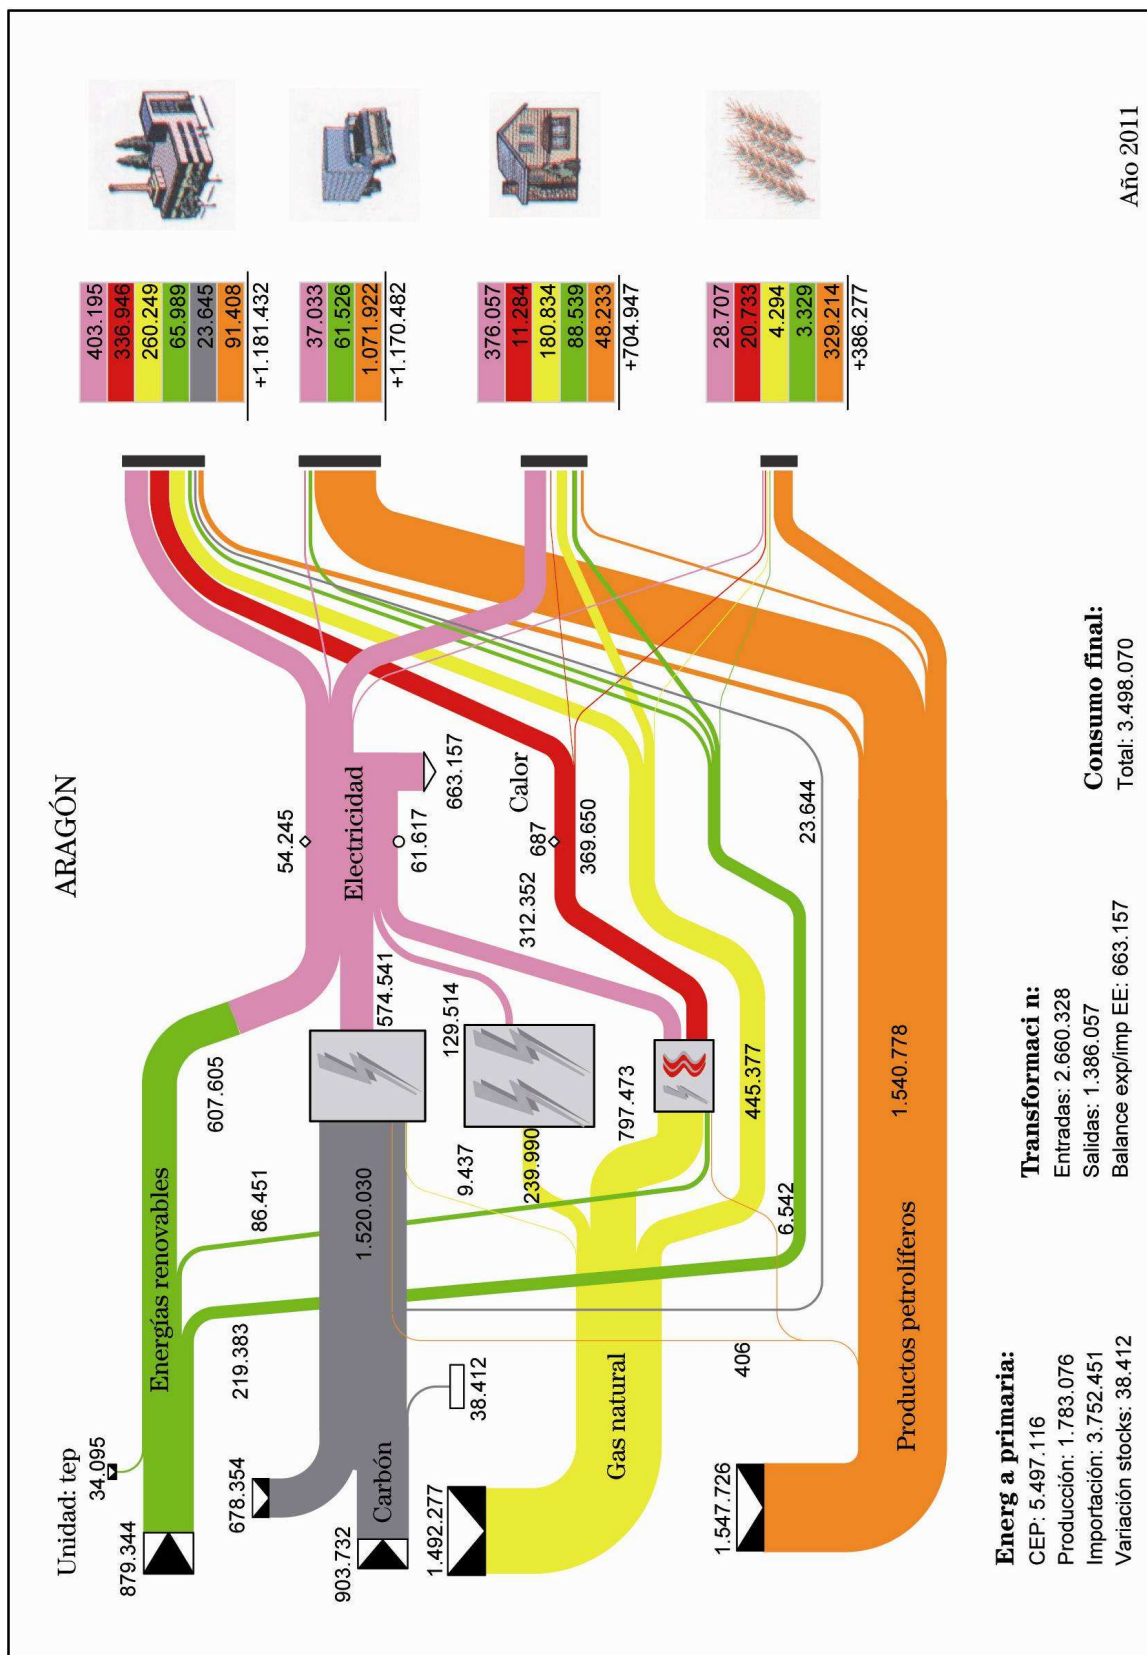 ARAGÓN
Unidad: tep
34.095
879.344
Energías renovables
607.605
54.245
219.383
86.451
678.354
903.732
Carbón
38.412
1.520.030
574.541
Electricidad
61.617
663.157
129.514
9.437
239.990
1.492.277
Gas natural
797.473
312.352
687
Calor
369.650
445.377
23.644
6.542
406
1.547.726
Productos petrolíferos
1.540.778
403.195
336.946
260.249
65.989
23.645
91.408
+1.181.432
37.033
61.526
1.071.922
+1.170.482
376.057
11.284
180.834
88.539
48.233
+704.947
28.707
20.733
4.294
3.329
329.214
+386.277
Energ a primaria:
CEP: 5.497.116
Producción: 1.783.076
Importación: 3.752.451
Variación stocks: 38.412
Transformaci n:
Entradas: 2.660.328
Salidas: 1.386.057
Balance exp/imp EE: 663.157
Consumo final:
Total: 3.498.070
Año 2011